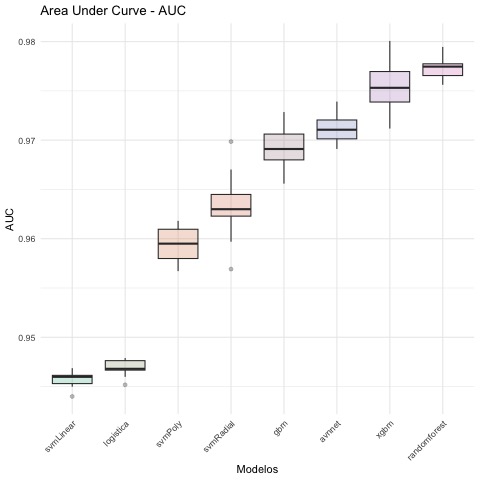 Area Under Curve - AUC
AUC
0.98
0.97
0.96
0.95
svmLinear
logistica
svmPoly
svmRadial
gbm
avnnet
xgbm
randomforest
Modelos